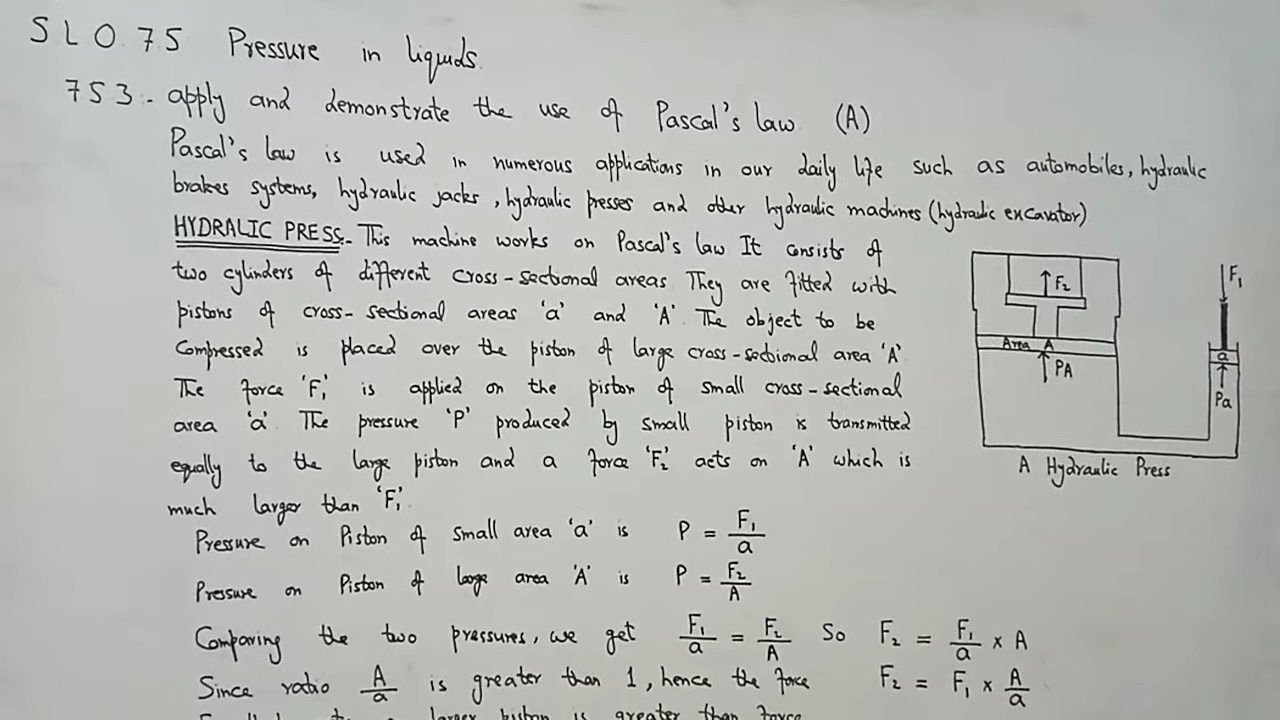 SLO 75 Pressure in liquids.
753:- apply and demonstrate the use of Pascal's law (A)
Pascal's law is used in numerous applications in our daily life such as automobiles, hydraulic
brakes systems, hydraulic jacks, hydraulic presses and other hydraulic machines (hydraulic excavator)
HYDRALIC PRESS:- This machine works on Pascal's law It consists of
two cylinders of different cross-sectional areas They are fitted with
pistons of cross-sectional areas 'a' and 'A'. The object to be
Compressed is placed over the piston of large cross-sectional area 'A'
The force 'F₁' is applied on the piston of small cross-sectional
area 'a'. The pressure 'P' produced by small piston is transmitted
equally to the large piston and a force 'F₂' acts on 'A' which is
much larger than 'F₁'
Pressure on Piston of small area 'a' is P = F₁/a
Pressure on Piston of large area 'A' is P = F₂/A
Comparing the two pressures, we get F₁/a = F₂/A So F₂ = F₁/a × A
Since ratio A/a is greater than 1, hence the force F₂ = F₁ × A/a
larger piston is greater than force
F₂
F₁
Area A
a
PA
Pa
A Hydraulic Press